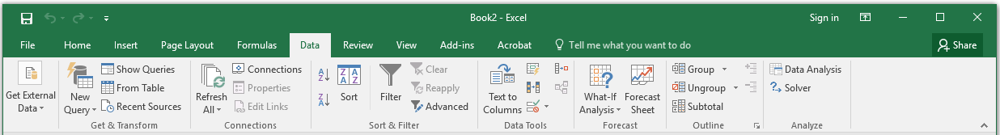 Book2 - Excel
Sign in
File Home Insert Page Layout Formulas Data Review View Add-ins Acrobat Tell me what you want to do Share
Get External
Data
New
Query
Show Queries
From Table
Recent Sources
Get & Transform
Refresh
All
Connections
Properties
Edit Links
Connections
A
Z
Z
A
Z A
A Z
Sort
Filter
Clear
Reapply
Advanced
Sort & Filter
Text to
Columns
Data Tools
What-If
Analysis
Forecast
Sheet
Forecast
Group
Ungroup
Subtotal
Outline
Data Analysis
?
Solver
Analyze